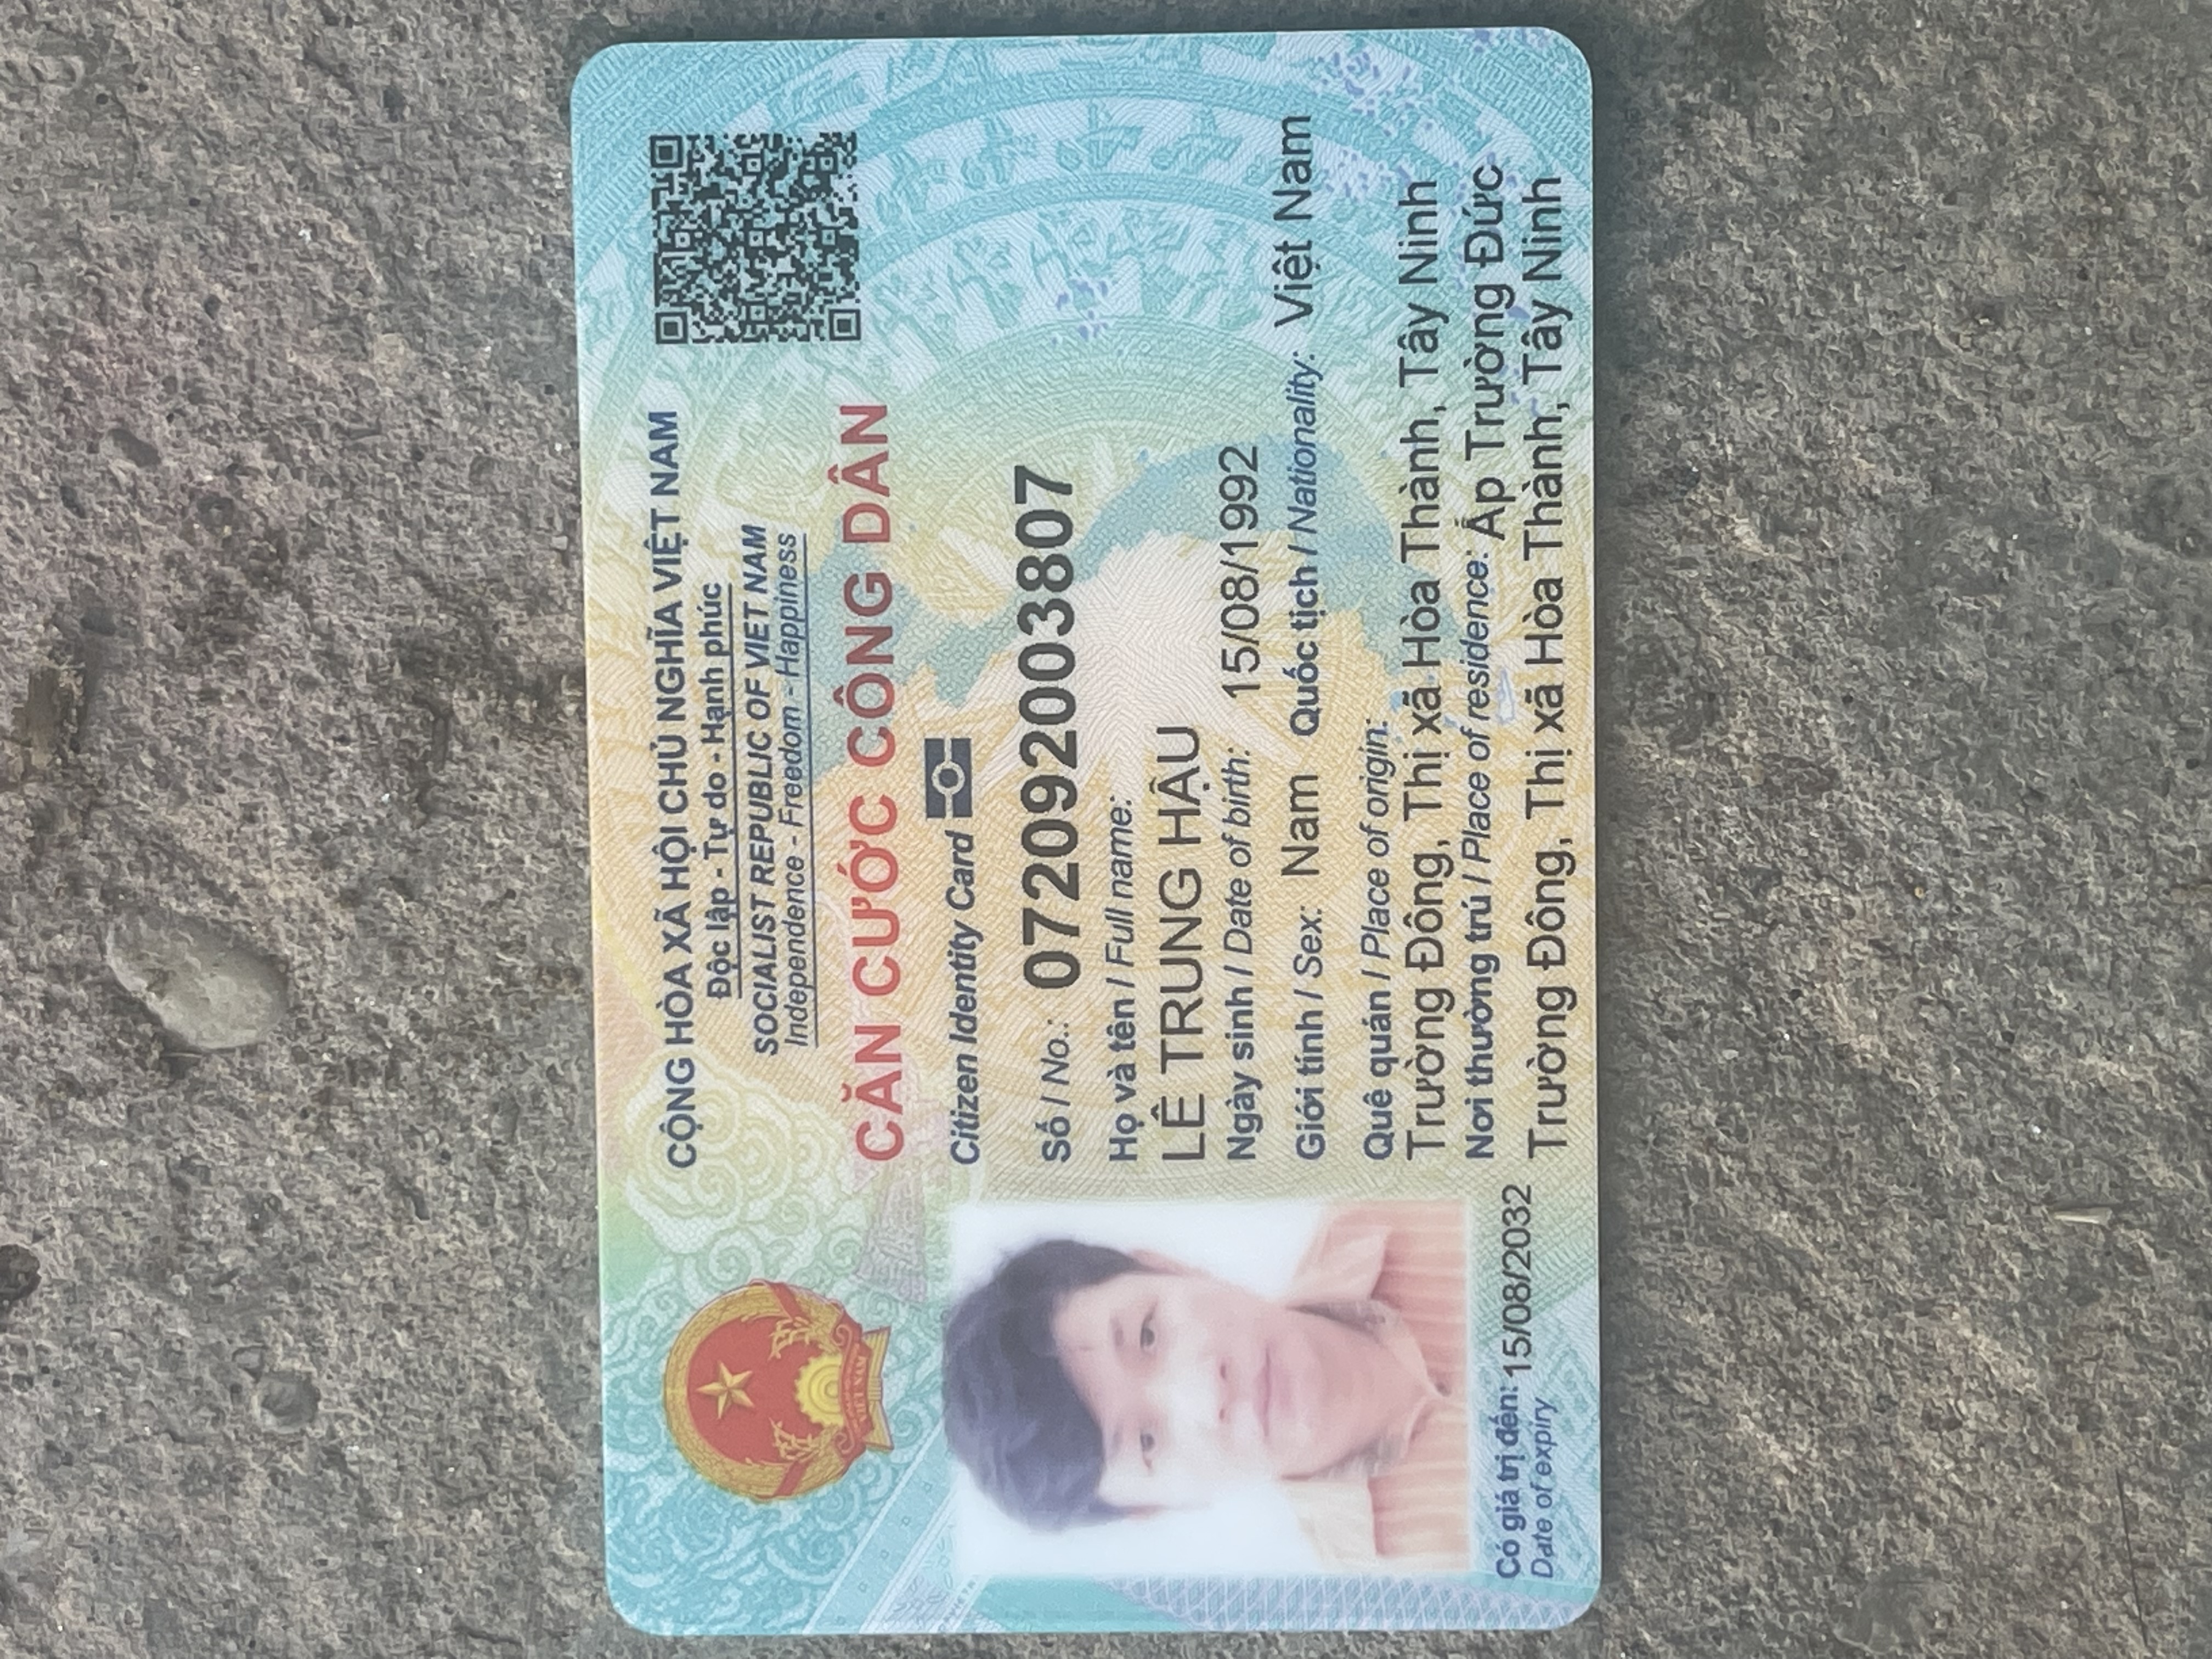 CỘNG HÒA XÃ HỘI CHỦ NGHĨA VIỆT NAM
Độc lập - Tự do - Hạnh phúc
SOCIALIST REPUBLIC OF VIET NAM
Independence - Freedom - Happiness
CĂN CƯỚC CÔNG DÂN
Citizen Identity Card
Số / No.: 072092003807
Họ và tên / Full name:
LÊ TRUNG HẬU
Ngày sinh / Date of birth: 15/08/1992
Giới tính / Sex: Nam Quốc tịch / Nationality: Việt Nam
Quê quán / Place of origin:
Trường Đông, Thị xã Hòa Thành, Tây Ninh
Nơi thường trú / Place of residence: Ấp Trường Đức
Trường Đông, Thị xã Hòa Thành, Tây Ninh
Có giá trị đến: 15/08/2032
Date of expiry
VIỆT NAM